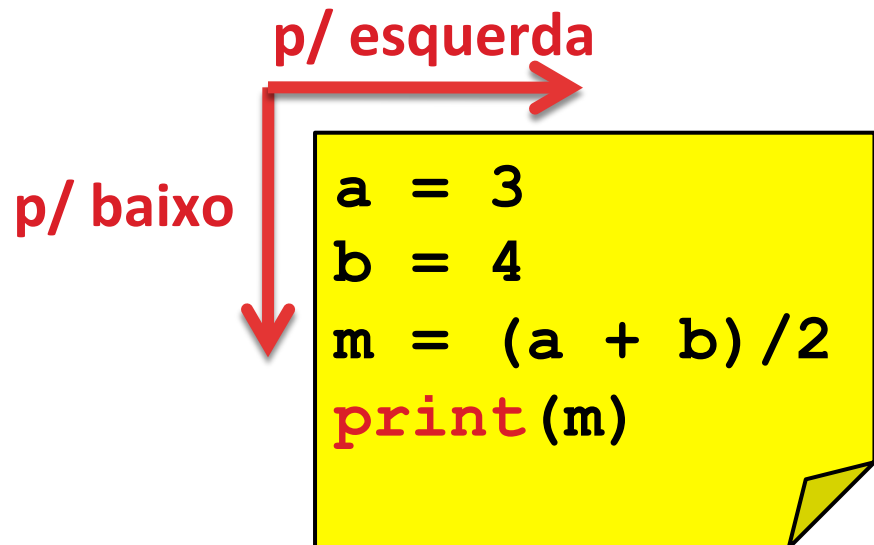 p/ esquerda
p/ baixo
a = 3
b = 4
m = (a + b)/2
print(m)